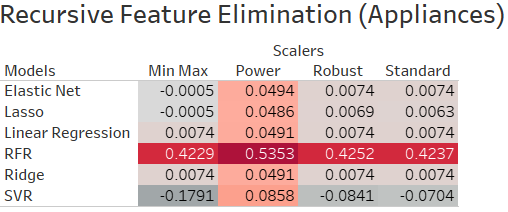 Recursive Feature Elimination (Appliances)
Scalers
Models Min Max Power Robust Standard
Elastic Net -0.0005 0.0494 0.0074 0.0074
Lasso -0.0005 0.0486 0.0069 0.0063
Linear Regression 0.0074 0.0491 0.0074 0.0074
RFR 0.4229 0.5353 0.4252 0.4237
Ridge 0.0074 0.0491 0.0074 0.0074
SVR -0.1791 0.0858 -0.0841 -0.0704